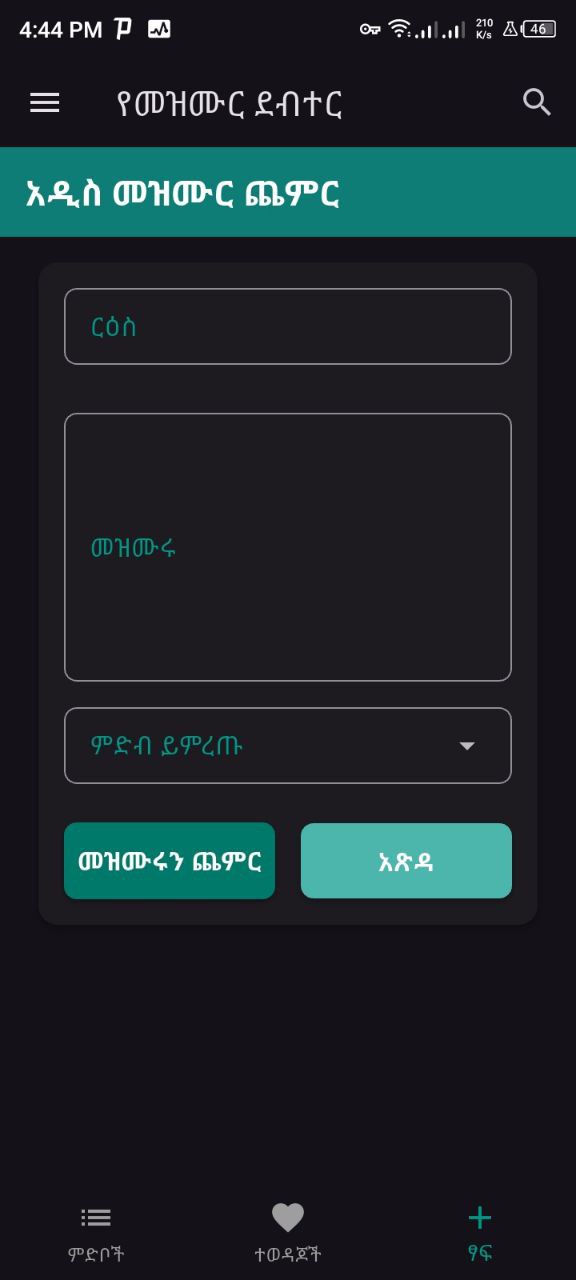 4:44 PM
210
K/s
46
የመዝሙር ደብተር
አዲስ መዝሙር ጨምር
ርዕስ
መዝሙሩ
ምድብ ይምረጡ
መዝሙሩን ጨምር
አጽዳ
ምድቦች
ተወዳጆች
ፃፍ